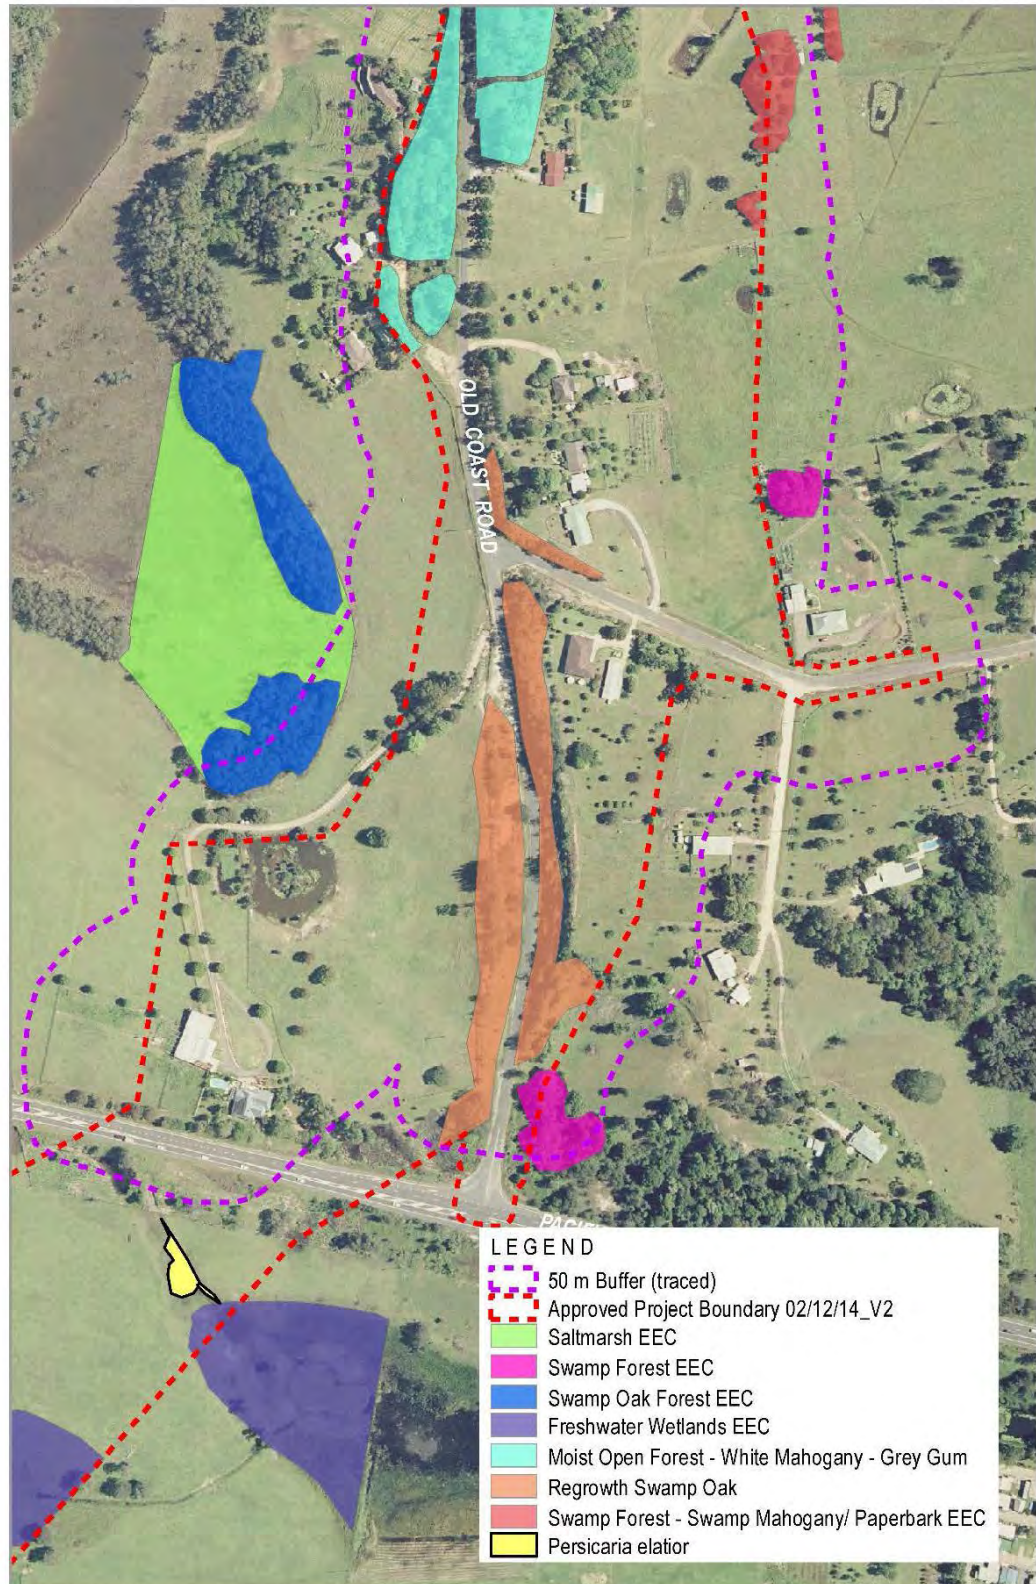 OLD COAST ROAD
PACIFI
LEGEND
50 m Buffer (traced)
Approved Project Boundary 02/12/14_V2
Saltmarsh EEC
Swamp Forest EEC
Swamp Oak Forest EEC
Freshwater Wetlands EEC
Moist Open Forest - White Mahogany - Grey Gum
Regrowth Swamp Oak
Swamp Forest - Swamp Mahogany/ Paperbark EEC
Persicaria elatior